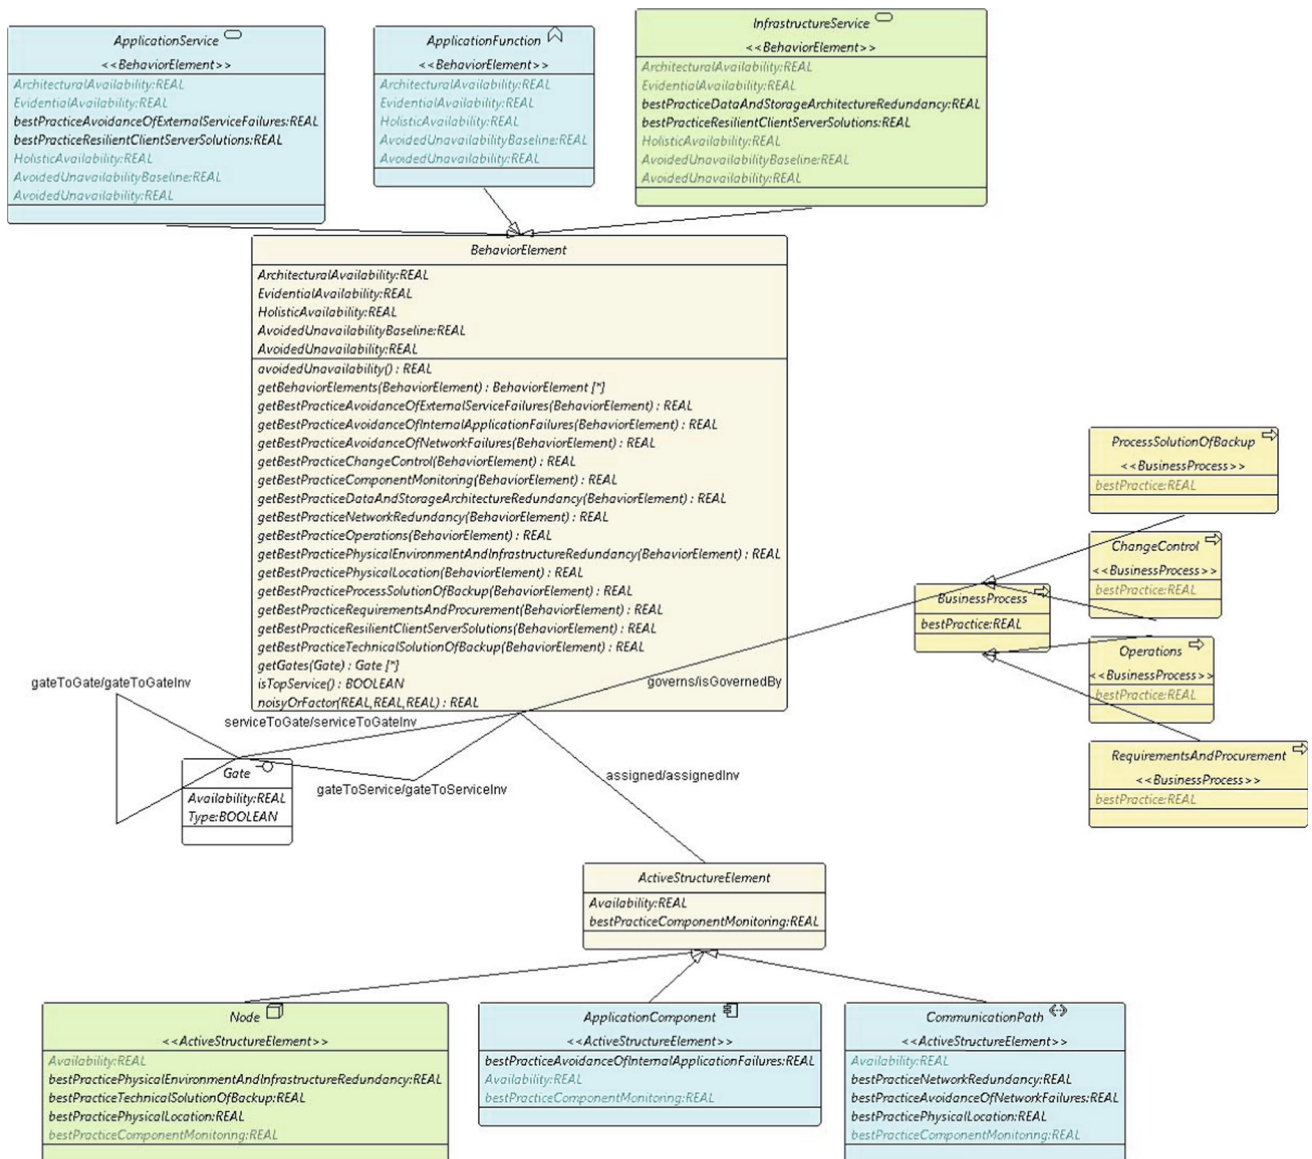 ApplicationService
<<BehaviorElement>>
ArchitecturalAvailability:REAL
EvidentialAvailability:REAL
bestPracticeAvoidanceOfExternalServiceFailures:REAL
bestPracticeResilientClientServerSolutions:REAL
HolisticAvailability:REAL
AvoidedUnavailabilityBaseline:REAL
AvoidedUnavailability:REAL
ApplicationFunction
<<BehaviorElement>>
ArchitecturalAvailability:REAL
EvidentialAvailability:REAL
HolisticAvailability:REAL
AvoidedUnavailabilityBaseline:REAL
AvoidedUnavailability:REAL
InfrastructureService
<<BehaviorElement>>
ArchitecturalAvailability:REAL
EvidentialAvailability:REAL
bestPracticeDataAndStorageArchitectureRedundancy:REAL
bestPracticeResilientClientServerSolutions:REAL
HolisticAvailability:REAL
AvoidedUnavailabilityBaseline:REAL
AvoidedUnavailability:REAL
BehaviorElement
ArchitecturalAvailability:REAL
EvidentialAvailability:REAL
HolisticAvailability:REAL
AvoidedUnavailabilityBaseline:REAL
AvoidedUnavailability:REAL
avoidedUnavailability() : REAL
getBehaviorElements(BehaviorElement) : BehaviorElement [*]
getBestPracticeAvoidanceOfExternalServiceFailures(BehaviorElement) : REAL
getBestPracticeAvoidanceOfInternalApplicationFailures(BehaviorElement) : REAL
getBestPracticeAvoidanceOfNetworkFailures(BehaviorElement) : REAL
getBestPracticeChangeControl(BehaviorElement) : REAL
getBestPracticeComponentMonitoring(BehaviorElement) : REAL
getBestPracticeDataAndStorageArchitectureRedundancy(BehaviorElement) : REAL
getBestPracticeNetworkRedundancy(BehaviorElement) : REAL
getBestPracticeOperations(BehaviorElement) : REAL
getBestPracticePhysicalEnvironmentAndInfrastructureRedundancy(BehaviorElement) : REAL
getBestPracticePhysicalLocation(BehaviorElement) : REAL
getBestPracticeProcessSolutionOfBackup(BehaviorElement) : REAL
getBestPracticeRequirementsAndProcurement(BehaviorElement) : REAL
getBestPracticeResilientClientServerSolutions(BehaviorElement) : REAL
getBestPracticeTechnicalSolutionOfBackup(BehaviorElement) : REAL
getGates(Gate) : Gate [*]
isTopService() : BOOLEAN
noisyOrFactor(REAL,REAL,REAL) : REAL
ProcessSolutionOfBackup
<<BusinessProcess>>
bestPractice:REAL
ChangeControl
<<BusinessProcess>>
bestPractice:REAL
BusinessProcess
bestPractice:REAL
Operations
<<BusinessProcess>>
bestPractice:REAL
RequirementsAndProcurement
<<BusinessProcess>>
bestPractice:REAL
governs/isGovernedBy
gateToGate/gateToGateInv
serviceToGate/serviceToGateInv
gateToService/gateToServiceInv
assigned/assignedInv
Gate
Availability:REAL
Type:BOOLEAN
ActiveStructureElement
Availability:REAL
bestPracticeComponentMonitoring:REAL
Node
<<ActiveStructureElement>>
Availability:REAL
bestPracticePhysicalEnvironmentAndInfrastructureRedundancy:REAL
bestPracticeTechnicalSolutionOfBackup:REAL
bestPracticePhysicalLocation:REAL
bestPracticeComponentMonitoring:REAL
ApplicationComponent
<<ActiveStructureElement>>
bestPracticeAvoidanceOfInternalApplicationFailures:REAL
Availability:REAL
bestPracticeComponentMonitoring:REAL
CommunicationPath
<<ActiveStructureElement>>
Availability:REAL
bestPracticeNetworkRedundancy:REAL
bestPracticeAvoidanceOfNetworkFailures:REAL
bestPracticePhysicalLocation:REAL
bestPracticeComponentMonitoring:REAL